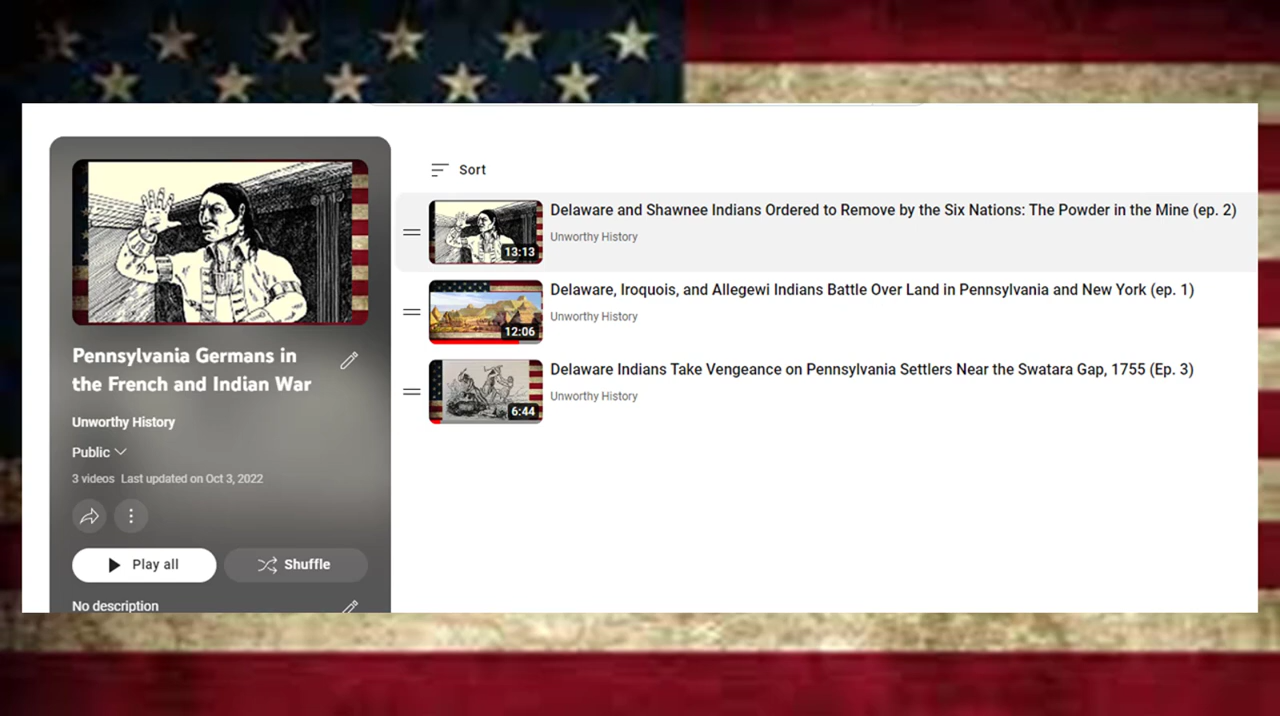 Pennsylvania Germans in
the French and Indian War
Unworthy History
Public
3 videos Last updated on Oct 3, 2022
Play all
Shuffle
No description
Sort
13:13
Delaware and Shawnee Indians Ordered to Remove by the Six Nations: The Powder in the Mine (ep. 2)
Unworthy History
12:06
Delaware, Iroquois, and Allegewi Indians Battle Over Land in Pennsylvania and New York (ep. 1)
Unworthy History
6:44
Delaware Indians Take Vengeance on Pennsylvania Settlers Near the Swatara Gap, 1755 (Ep. 3)
Unworthy History